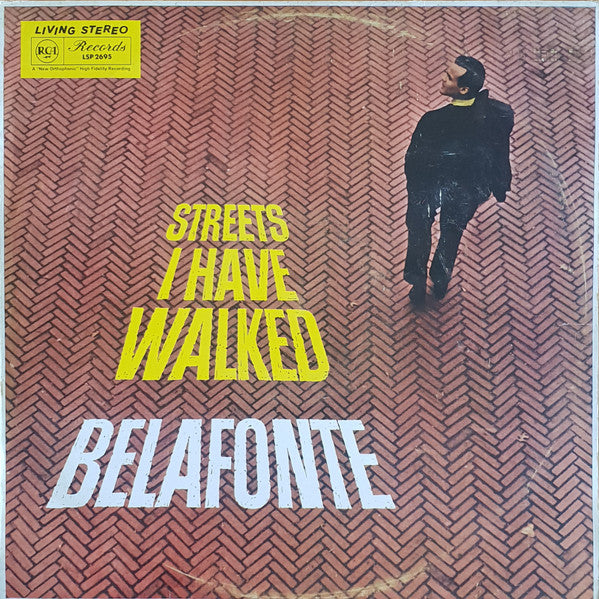 LIVING STEREO
RCA Records
LSP 2695
A "New Orthophonic" High Fidelity Recording
STREETS
I HAVE
WALKED
BELAFONTE